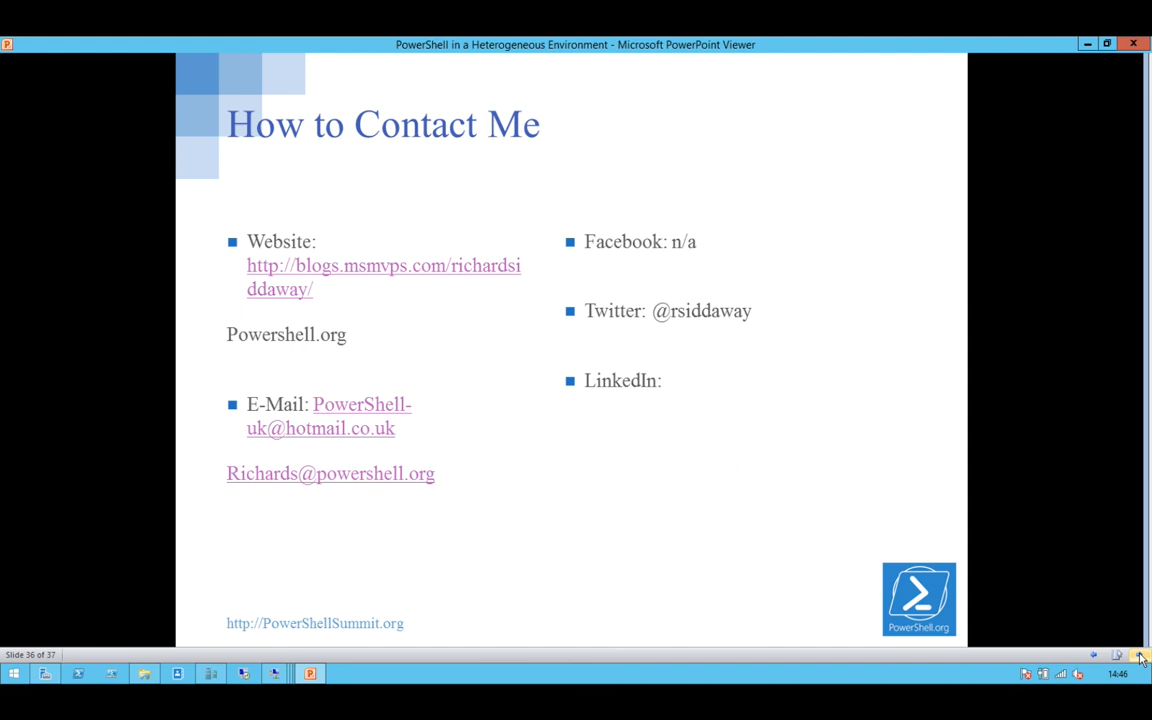 PowerShell in a Heterogeneous Environment - Microsoft PowerPoint Viewer
How to Contact Me
Website:
http://blogs.msmvps.com/richardsi
ddaway/
Powershell.org
E-Mail: PowerShell-
uk@hotmail.co.uk
Richards@powershell.org
Facebook: n/a
Twitter: @rsiddaway
LinkedIn:
http://PowerShellSummit.org
PowerShell.org
Slide 36 of 37
14:46